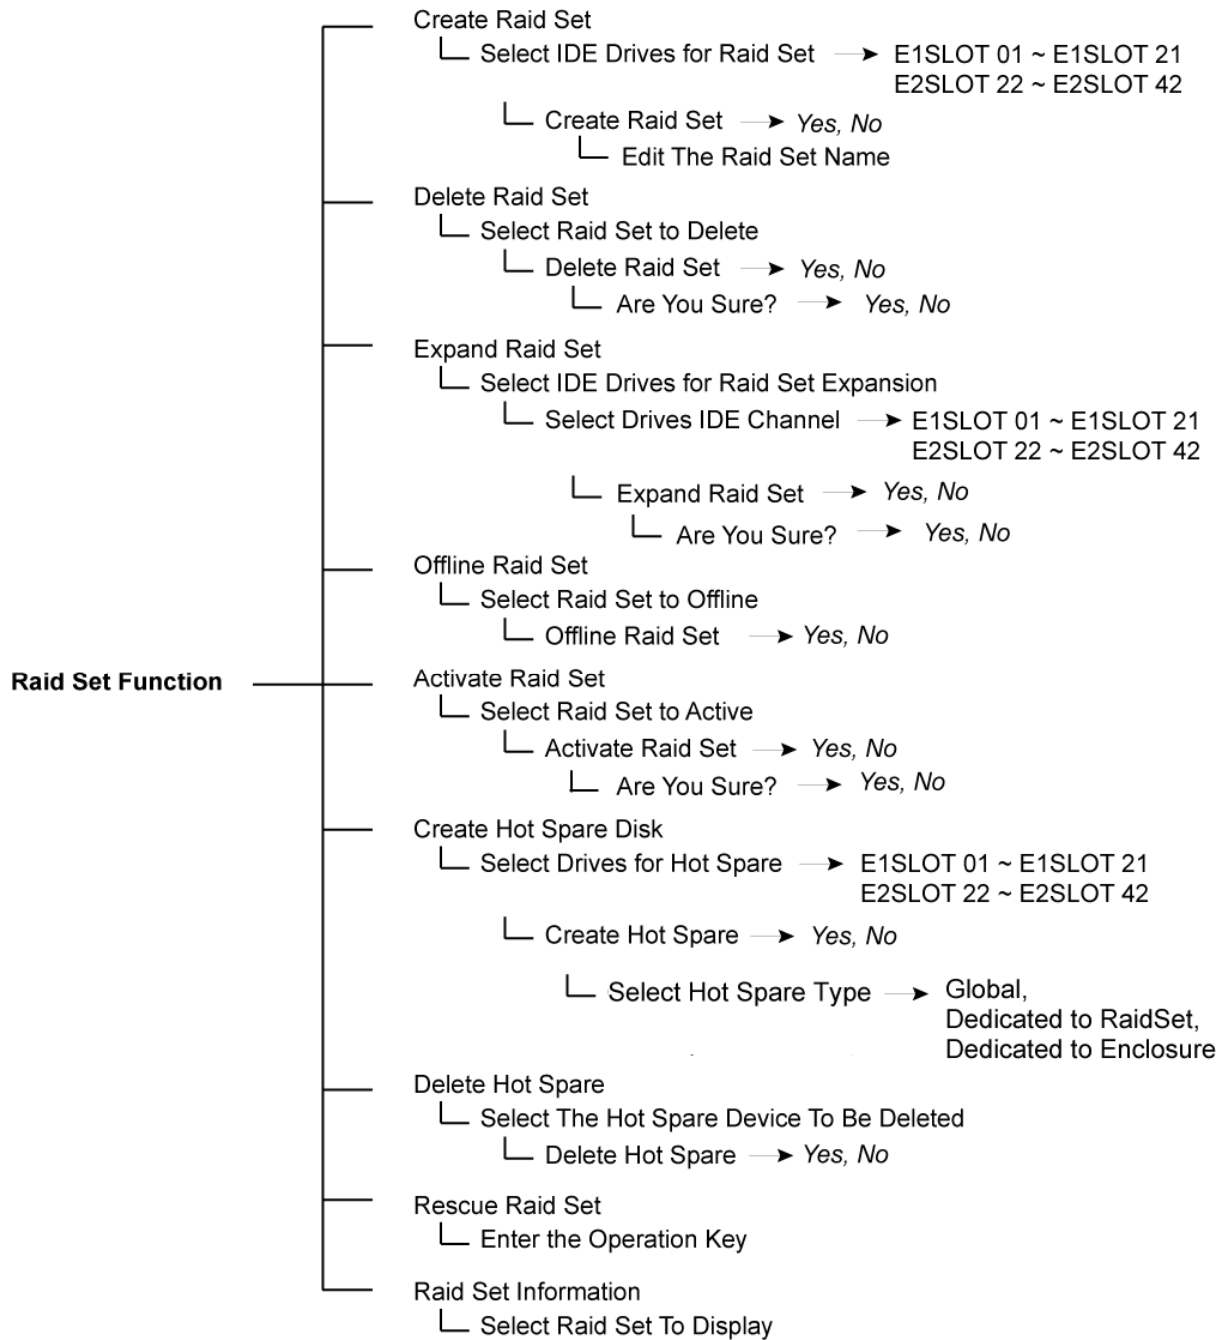 Create Raid Set
Select IDE Drives for Raid Set E1SLOT 01 ~ E1SLOT 21
E2SLOT 22 ~ E2SLOT 42
Create Raid Set Yes, No
Edit The Raid Set Name
Delete Raid Set
Select Raid Set to Delete
Delete Raid Set Yes, No
Are You Sure? Yes, No
Expand Raid Set
Select IDE Drives for Raid Set Expansion
Select Drives IDE Channel E1SLOT 01 ~ E1SLOT 21
E2SLOT 22 ~ E2SLOT 42
Expand Raid Set Yes, No
Are You Sure? Yes, No
Offline Raid Set
Select Raid Set to Offline
Offline Raid Set Yes, No
Raid Set Function
Activate Raid Set
Select Raid Set to Active
Activate Raid Set Yes, No
Are You Sure? Yes, No
Create Hot Spare Disk
Select Drives for Hot Spare E1SLOT 01 ~ E1SLOT 21
E2SLOT 22 ~ E2SLOT 42
Create Hot Spare Yes, No
Select Hot Spare Type Global,
Dedicated to RaidSet,
Dedicated to Enclosure
Delete Hot Spare
Select The Hot Spare Device To Be Deleted
Delete Hot Spare Yes, No
Rescue Raid Set
Enter the Operation Key
Raid Set Information
Select Raid Set To Display